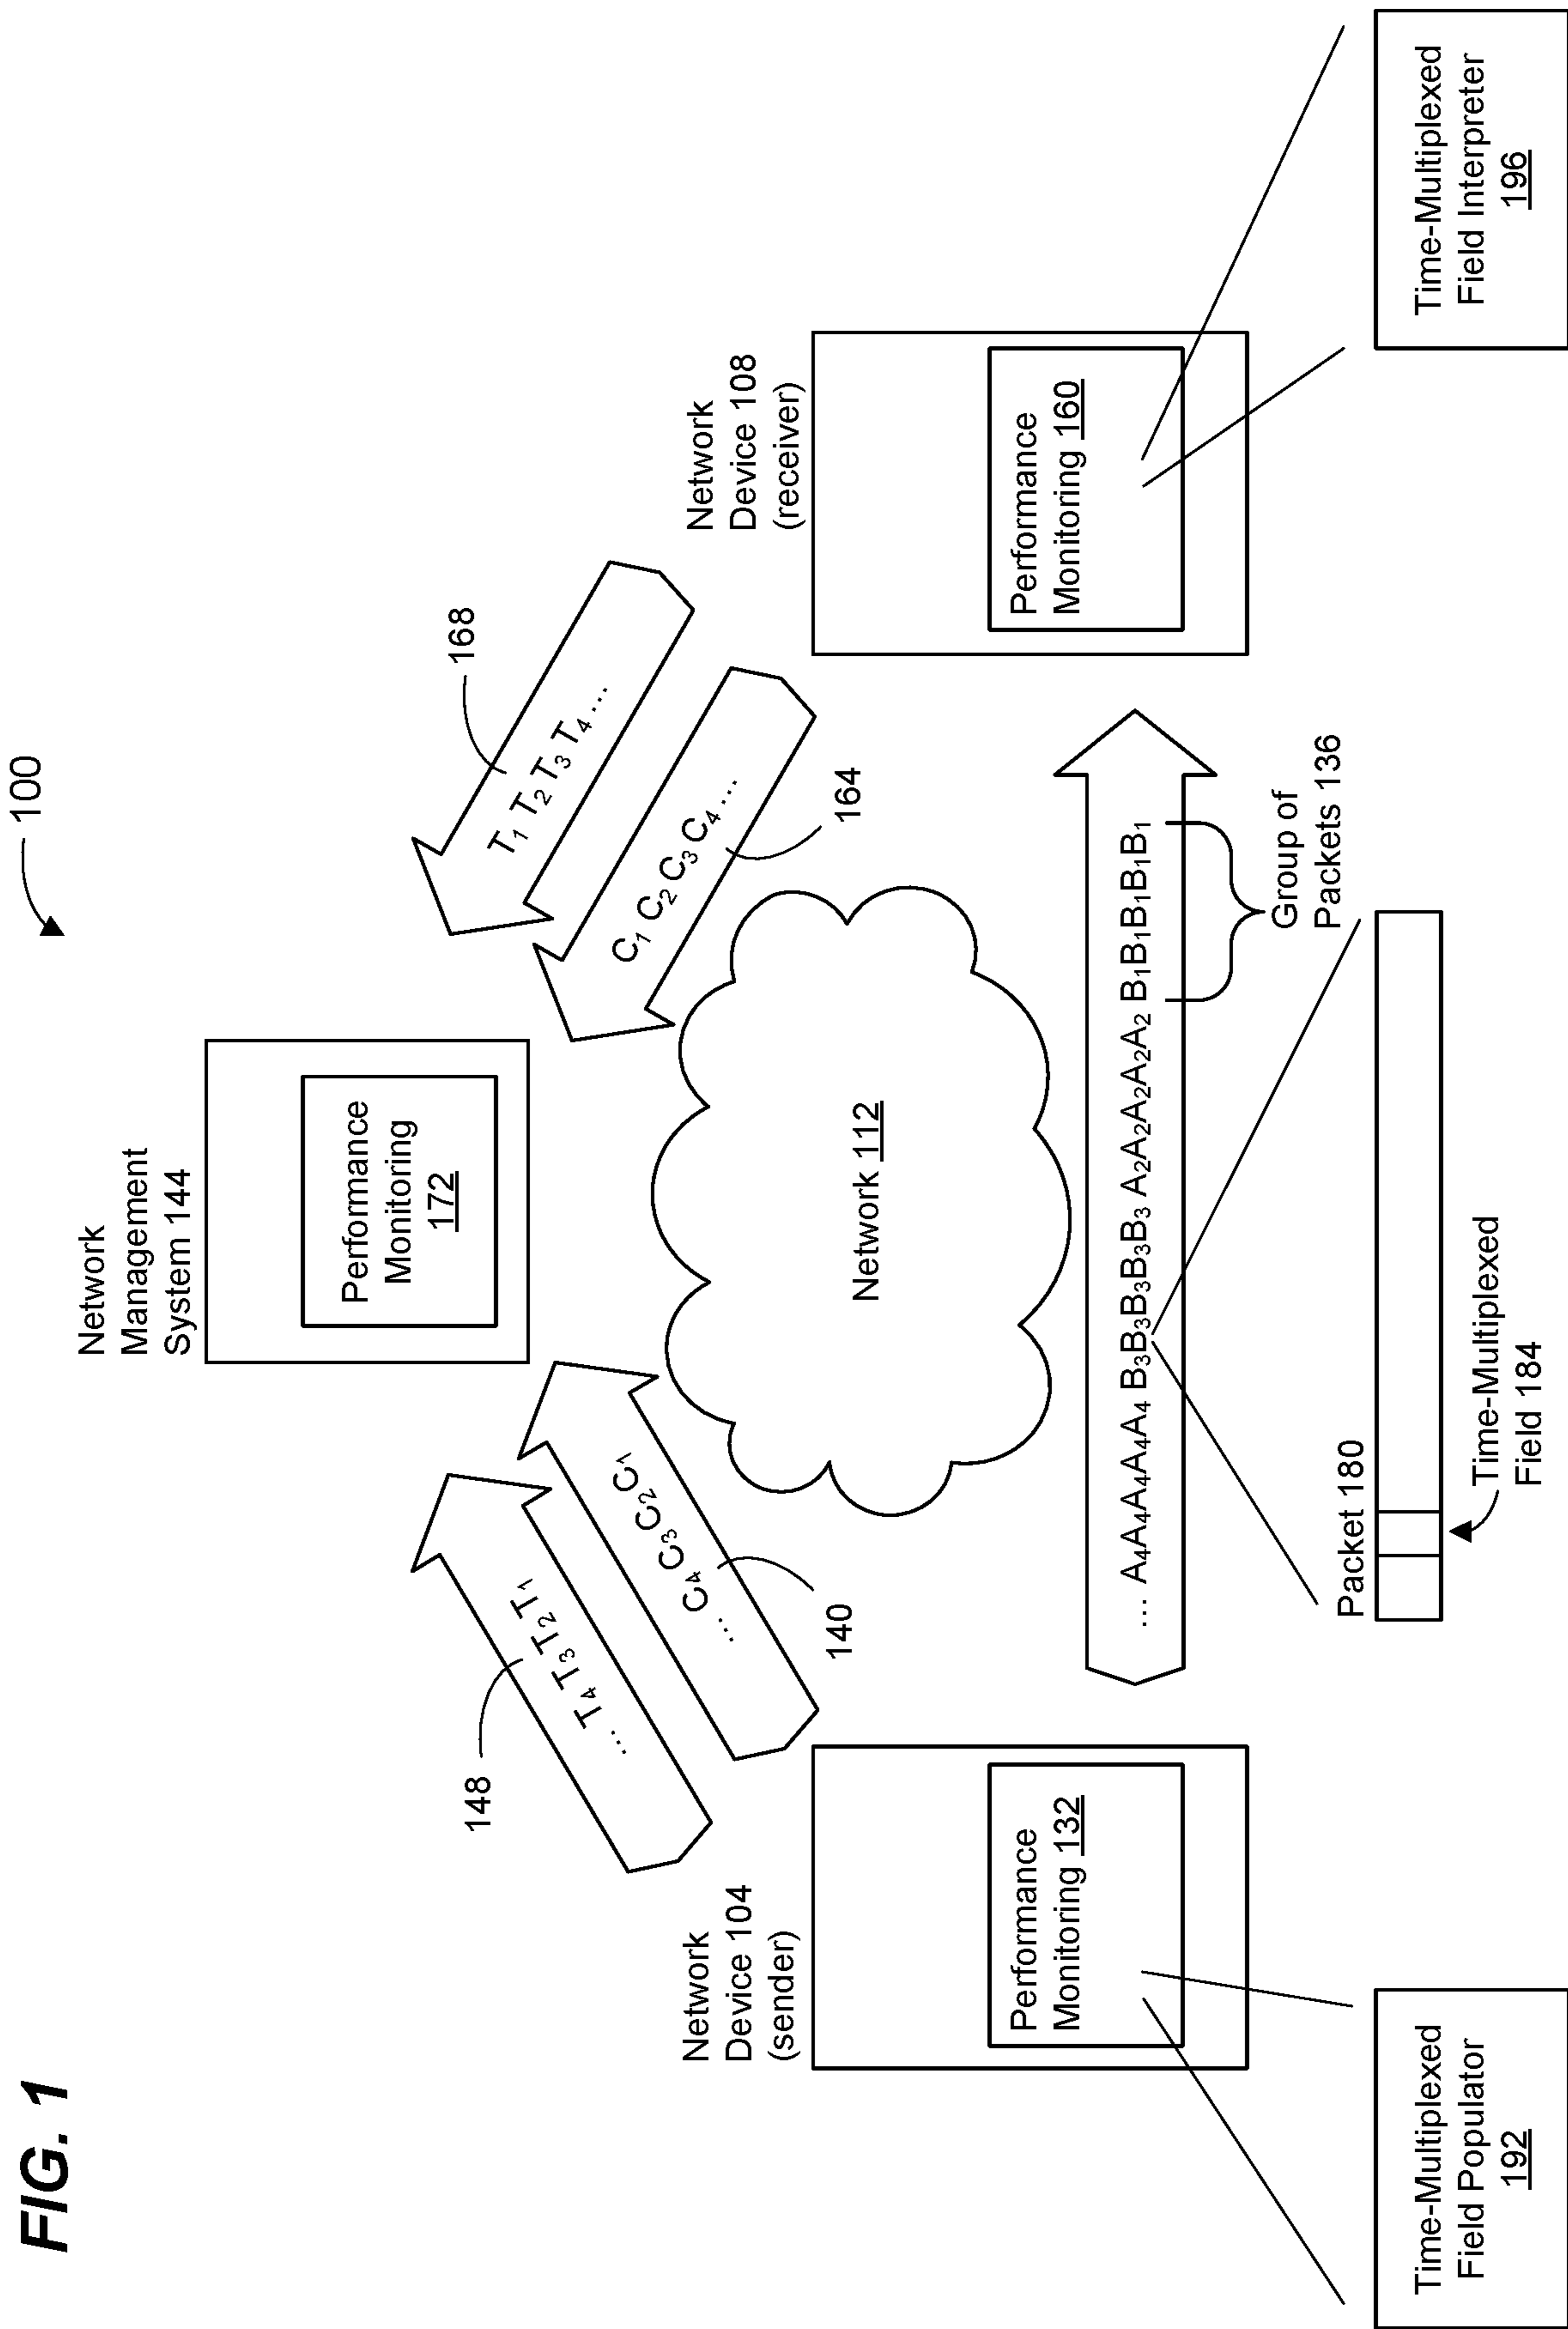 FIG. 1
100
Network
Management
System 144
Performance
Monitoring
172
148
... T₄ T₃ T₂ T₁
140
... C₄ C₃ C₂ C₁
168
T₁ T₂ T₃ T₄ ...
164
C₁ C₂ C₃ C₄ ...
Network 112
Network
Device 104
(sender)
Performance
Monitoring 132
Network
Device 108
(receiver)
Performance
Monitoring 160
... A₄A₄A₄A₄A₄ B₃B₃B₃B₃B₃ A₂A₂A₂A₂A₂ B₁B₁B₁B₁B₁
Group of
Packets 136
Packet 180
Time-Multiplexed
Field 184
Time-Multiplexed
Field Populator
192
Time-Multiplexed
Field Interpreter
196